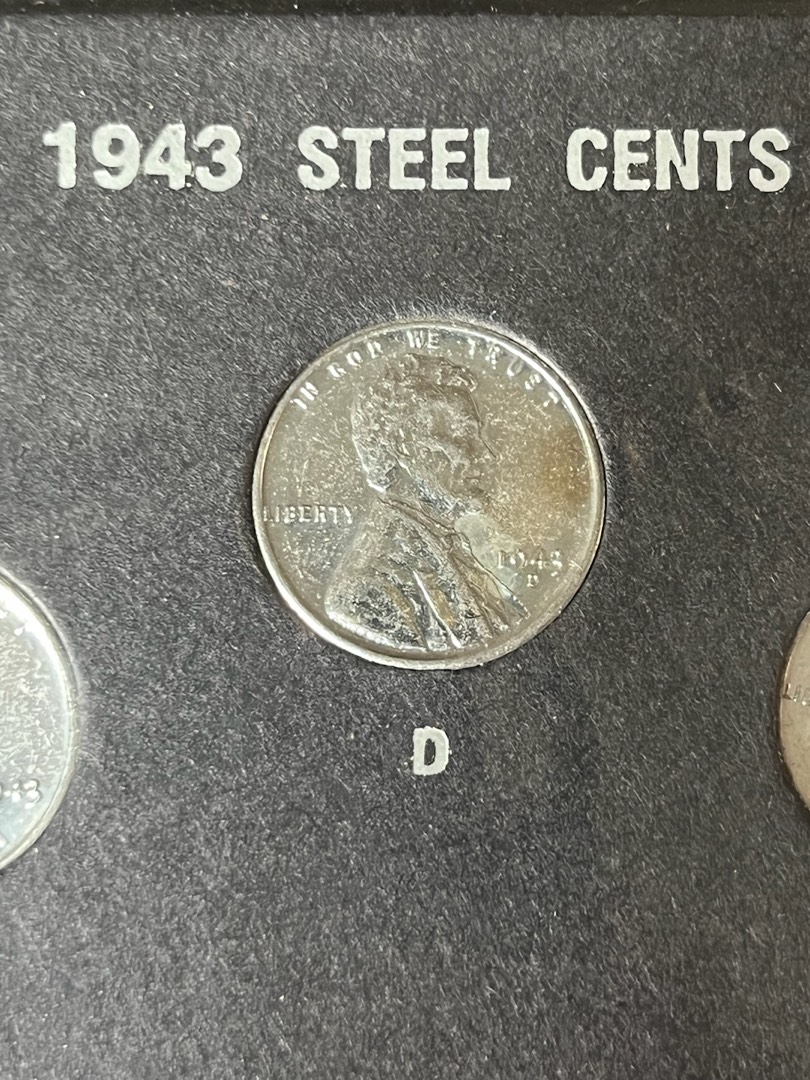 1943 STEEL CENTS
IN GOD WE TRUST
LIBERTY
1943
D
D